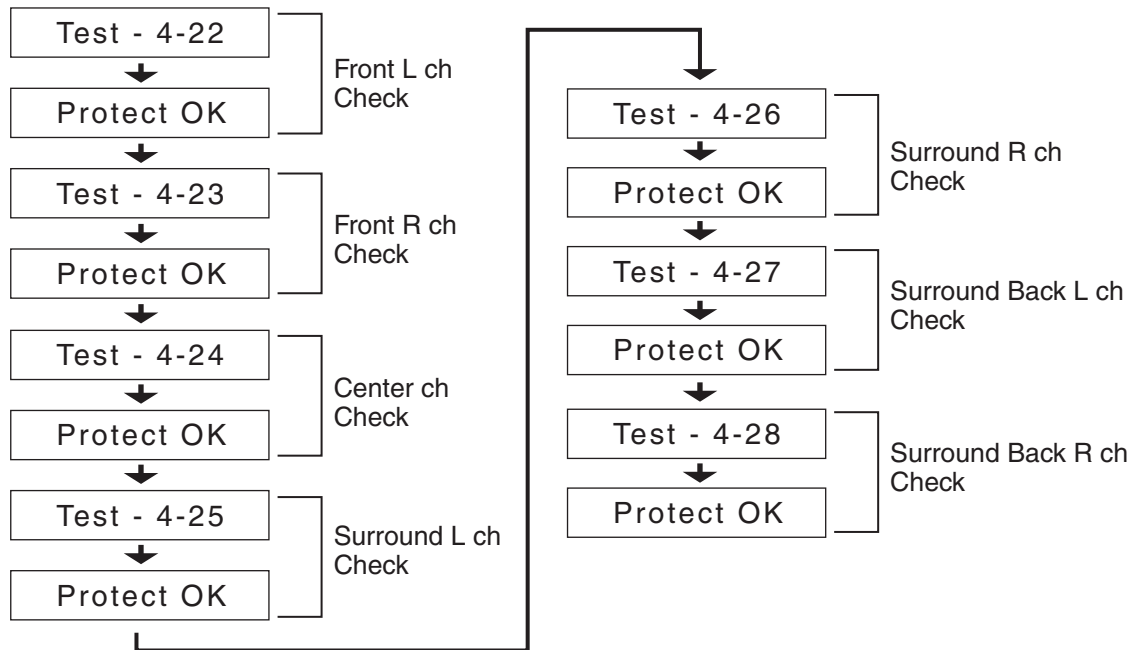 Test - 4-22
Protect OK
Front L ch
Check
Test - 4-23
Protect OK
Front R ch
Check
Test - 4-24
Protect OK
Center ch
Check
Test - 4-25
Protect OK
Surround L ch
Check
Test - 4-26
Protect OK
Surround R ch
Check
Test - 4-27
Protect OK
Surround Back L ch
Check
Test - 4-28
Protect OK
Surround Back R ch
Check